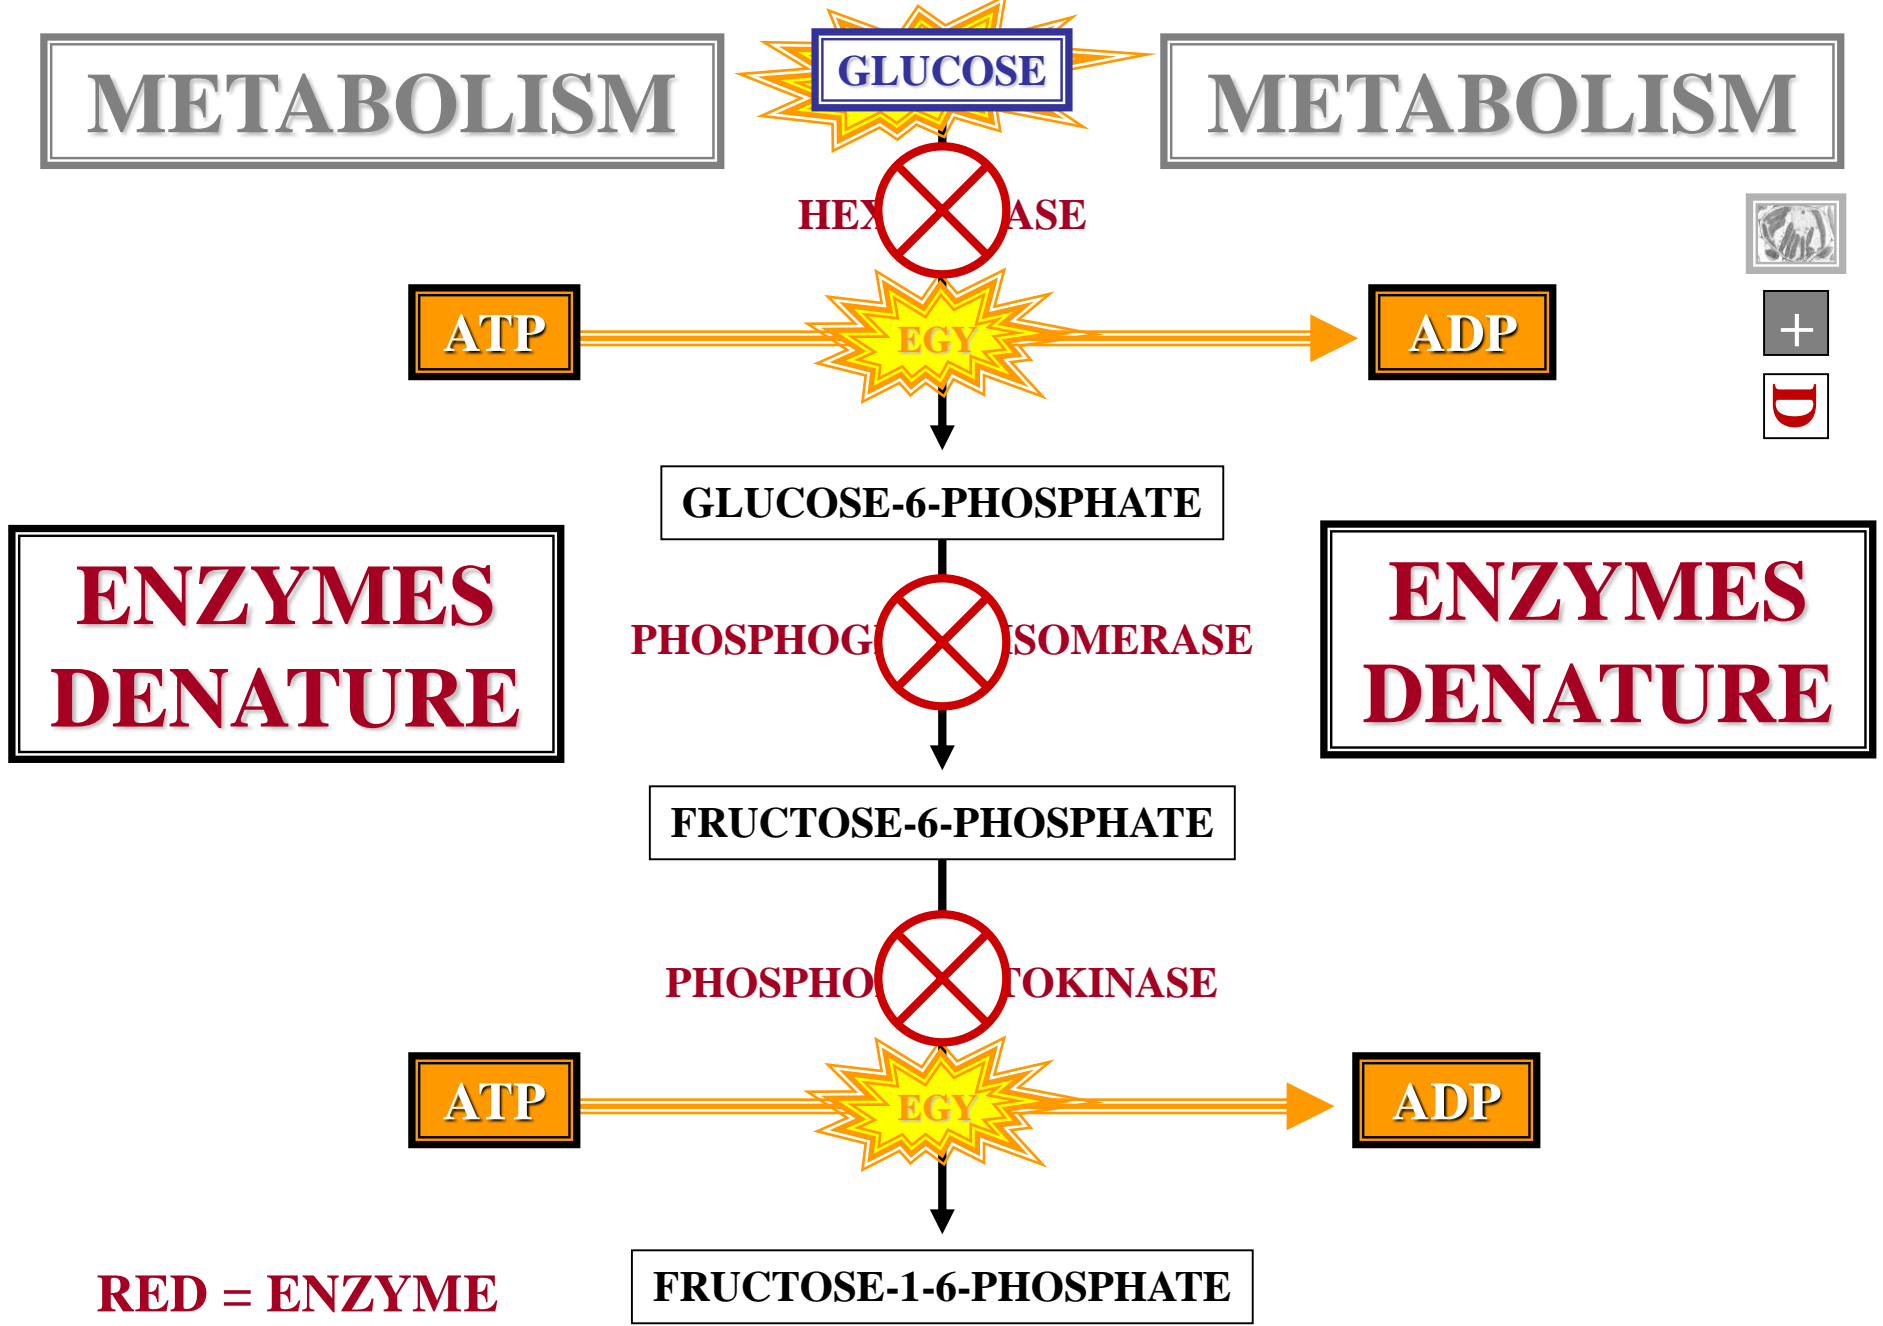 METABOLISM
GLUCOSE
METABOLISM
HEX ASE
ATP
EGY
ADP
+
D
GLUCOSE-6-PHOSPHATE
ENZYMES
DENATURE
PHOSPHOG ISOMERASE
ENZYMES
DENATURE
FRUCTOSE-6-PHOSPHATE
PHOSPHO TOKINASE
ATP
EGY
ADP
RED = ENZYME
FRUCTOSE-1-6-PHOSPHATE